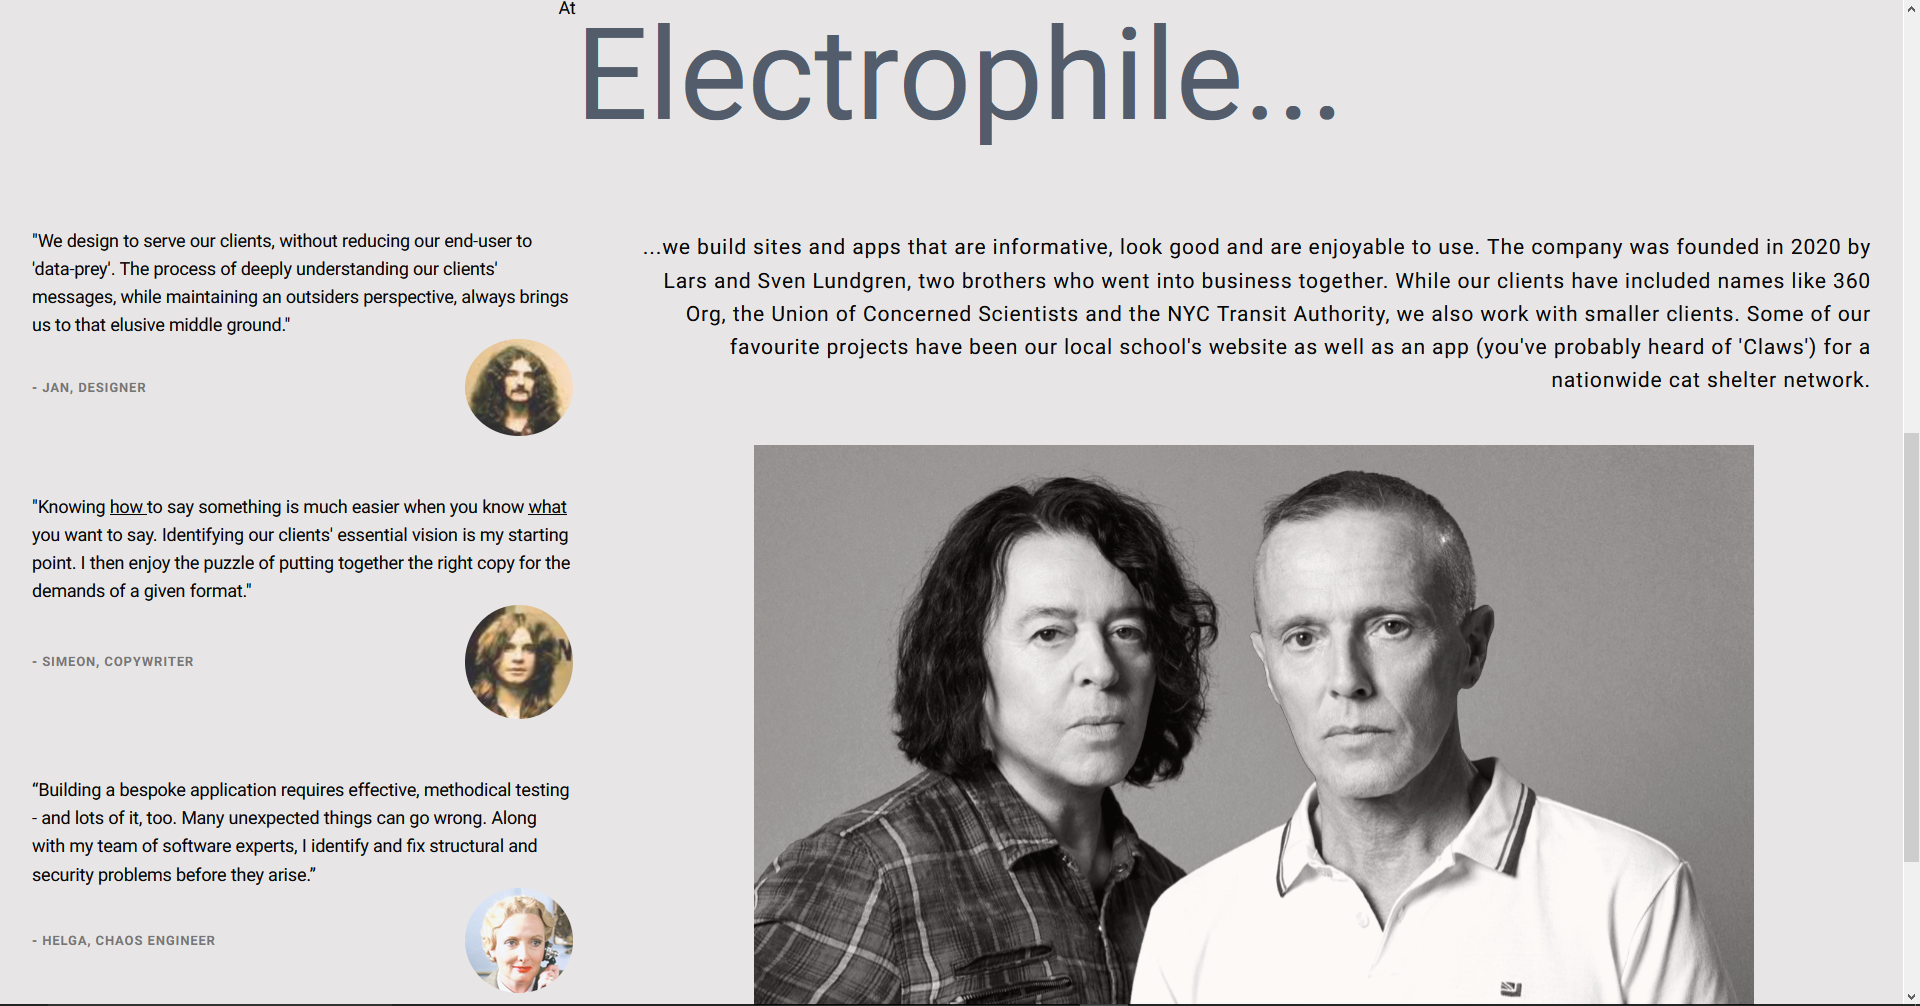 At
Electrophile...
"We design to serve our clients, without reducing our end-user to
'data-prey'. The process of deeply understanding our clients'
messages, while maintaining an outsiders perspective, always brings
us to that elusive middle ground."
- JAN, DESIGNER
"Knowing how to say something is much easier when you know what
you want to say. Identifying our clients' essential vision is my starting
point. I then enjoy the puzzle of putting together the right copy for the
demands of a given format."
- SIMEON, COPYWRITER
“Building a bespoke application requires effective, methodical testing
- and lots of it, too. Many unexpected things can go wrong. Along
with my team of software experts, I identify and fix structural and
security problems before they arise.”
- HELGA, CHAOS ENGINEER
...we build sites and apps that are informative, look good and are enjoyable to use. The company was founded in 2020 by
Lars and Sven Lundgren, two brothers who went into business together. While our clients have included names like 360
Org, the Union of Concerned Scientists and the NYC Transit Authority, we also work with smaller clients. Some of our
favourite projects have been our local school's website as well as an app (you've probably heard of 'Claws') for a
nationwide cat shelter network.